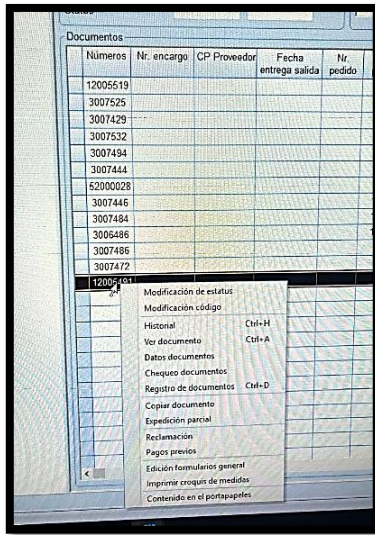 Documentos
Números Nr. encargo CP Proveedor Fecha entrega salida Nr. pedido
12005519
3007525
3007429
3007532
3007494
3007444
52000028
3007446
3007484
3006486
3007486
3007472
12006491
Modificación de estatus
Modificación código
Historial Ctrl+H
Ver documento Ctrl+A
Datos documentos
Chequeo documentos
Registro de documentos Ctrl+D
Copiar documento
Expedición parcial
Reclamación
Pagos previos
Edición formularios general
Imprimir croquis de medidas
Contenido en el portapapeles